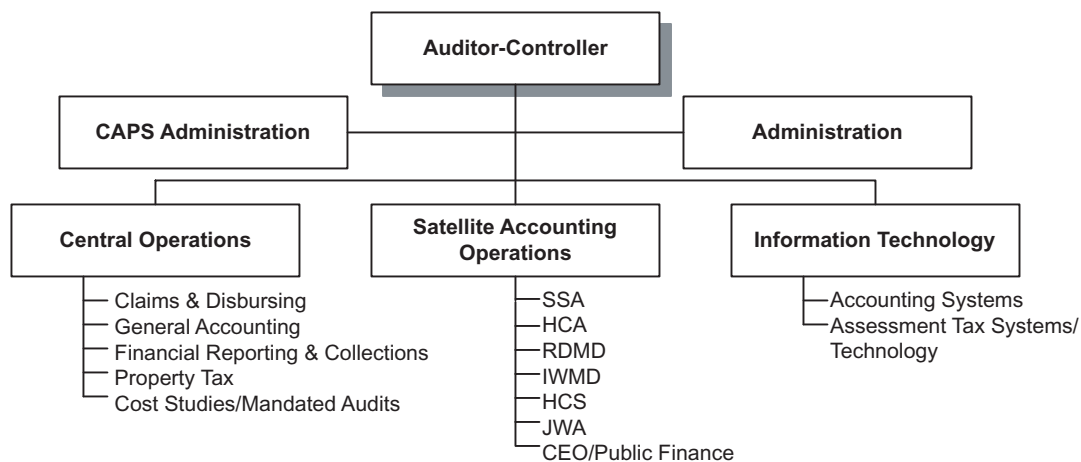 Auditor-Controller
CAPS Administration
Administration
Central Operations
Satellite Accounting
Operations
Information Technology
Claims & Disbursing
General Accounting
Financial Reporting & Collections
Property Tax
Cost Studies/Mandated Audits
SSA
HCA
RDMD
IWMD
HCS
JWA
CEO/Public Finance
Accounting Systems
Assessment Tax Systems/
Technology